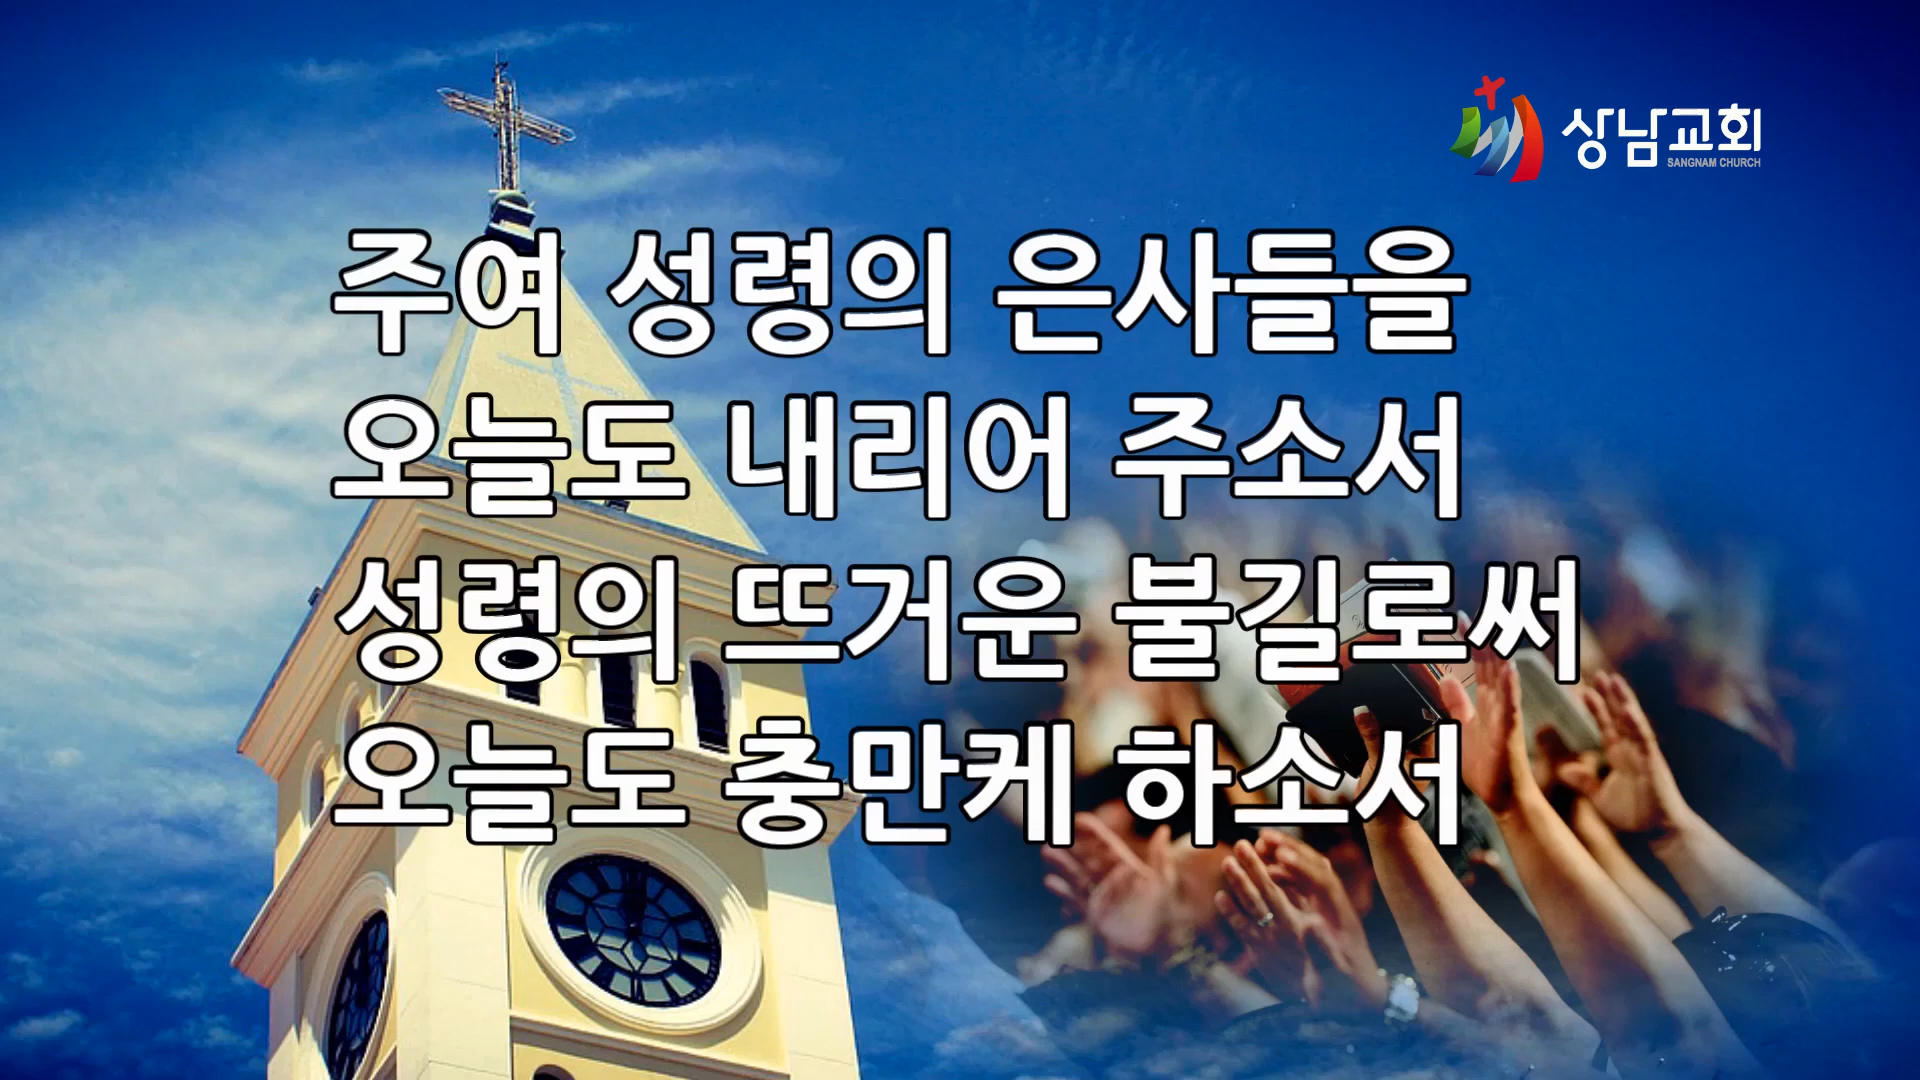 상남교회
SANGNAM CHURCH
주여 성령의 은사들을
오늘도 내리어 주소서
성령의 뜨거운 불길로써
오늘도 충만케 하소서